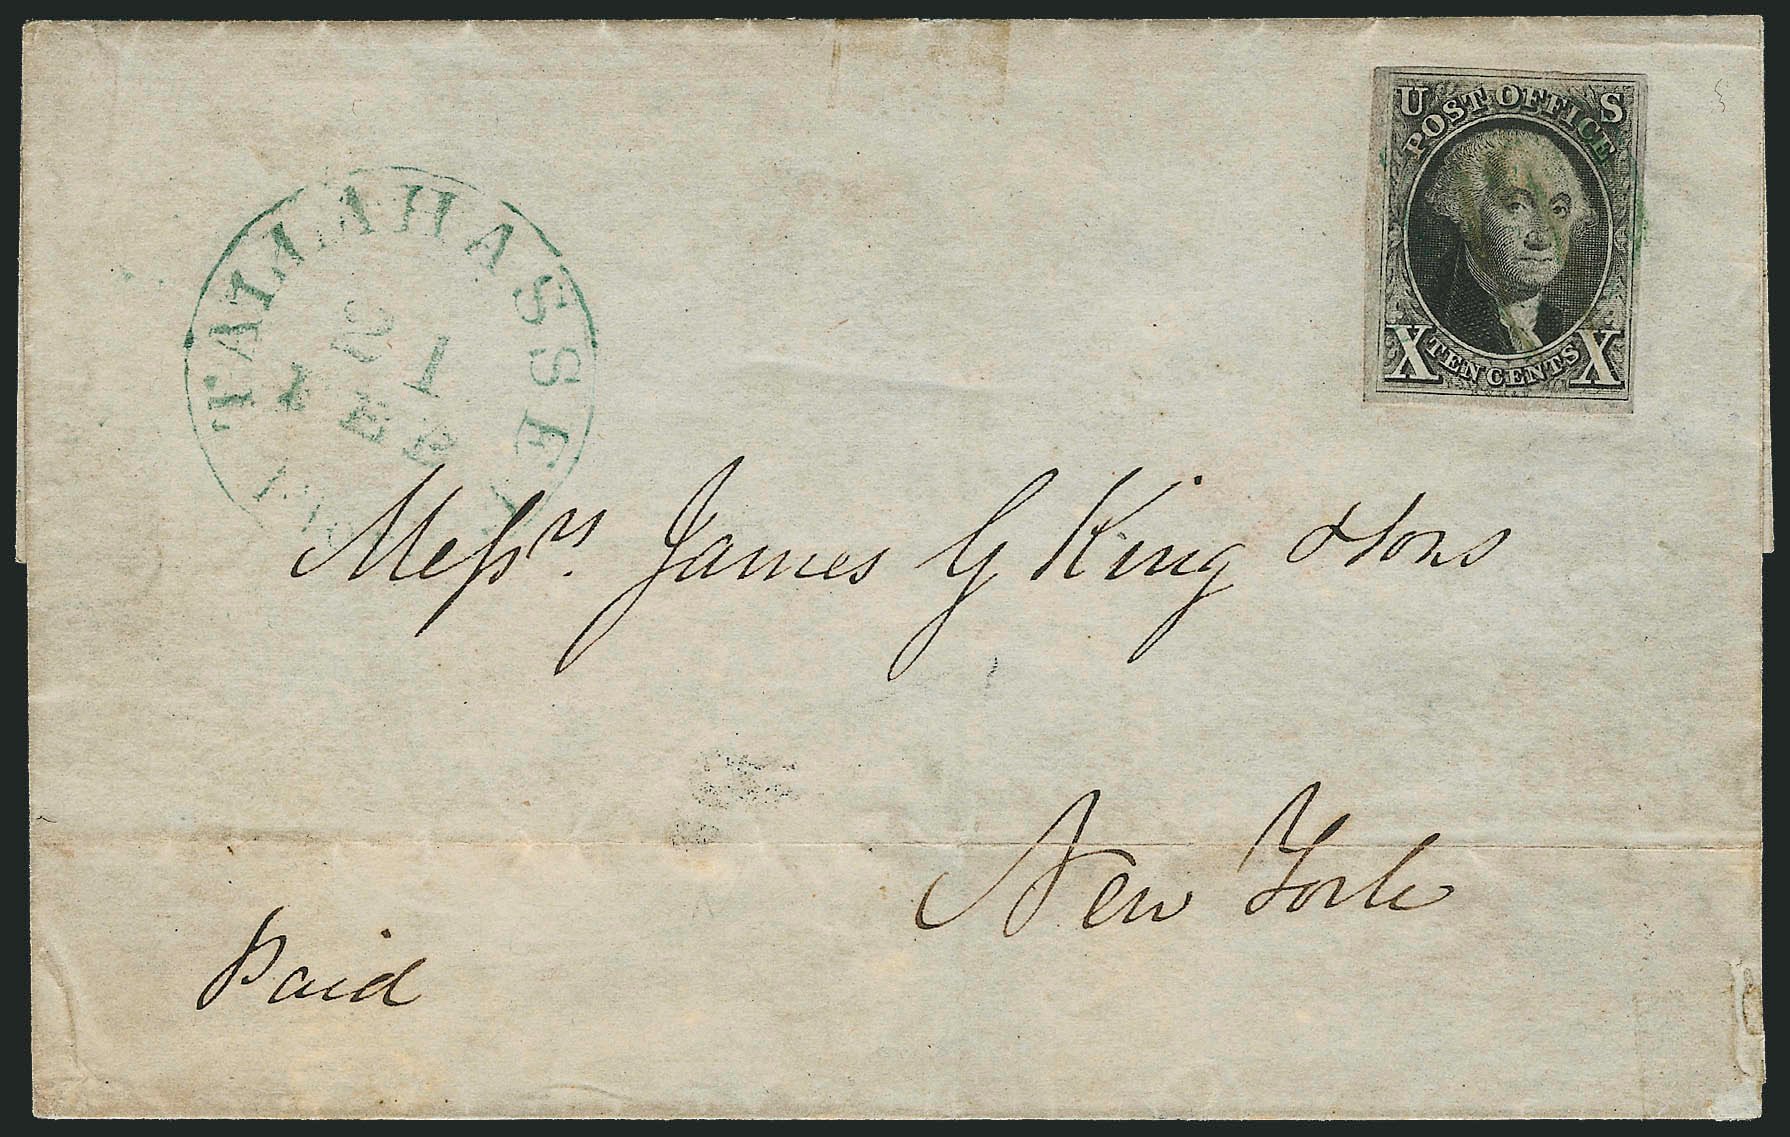 U S
POST OFFICE
X TEN CENTS X
TALLAHASSEE
21
FEB
Messrs. James G King & Sons
New York
Paid